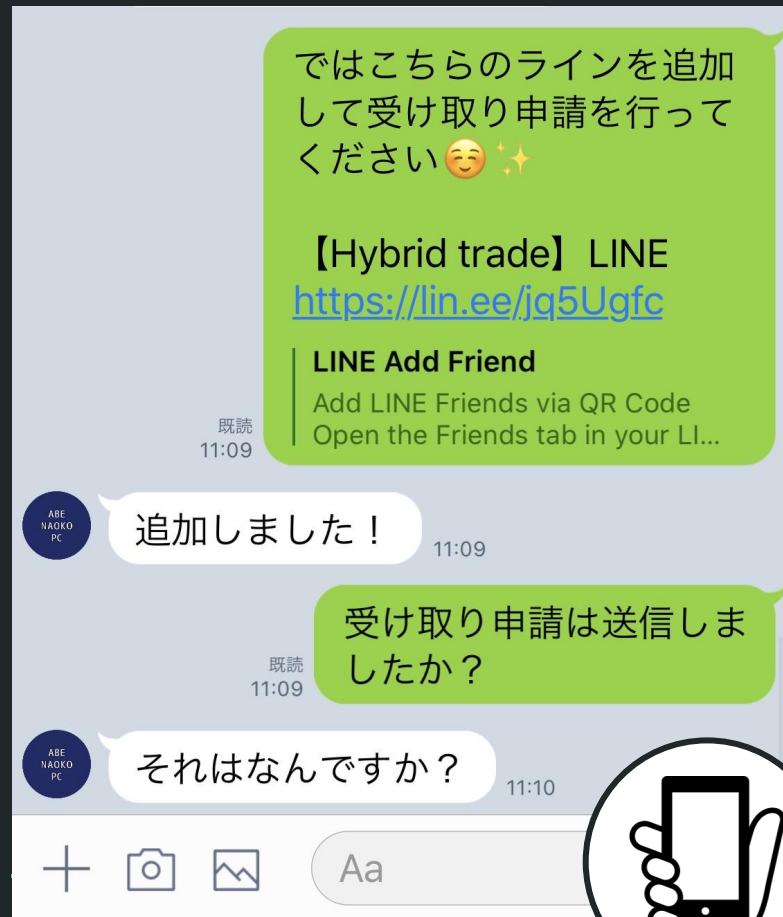 ではこちらのラインを追加
して受け取り申請を行って
ください☺️✨
【Hybrid trade】LINE
https://lin.ee/jq5Ugfc
LINE Add Friend
Add LINE Friends via QR Code
Open the Friends tab in your LI...
既読
11:09
ABE
NAOKO
PC
追加しました！
11:09
受け取り申請は送信しま
したか？
既読
11:09
ABE
NAOKO
PC
それはなんですか？
11:10
Aa